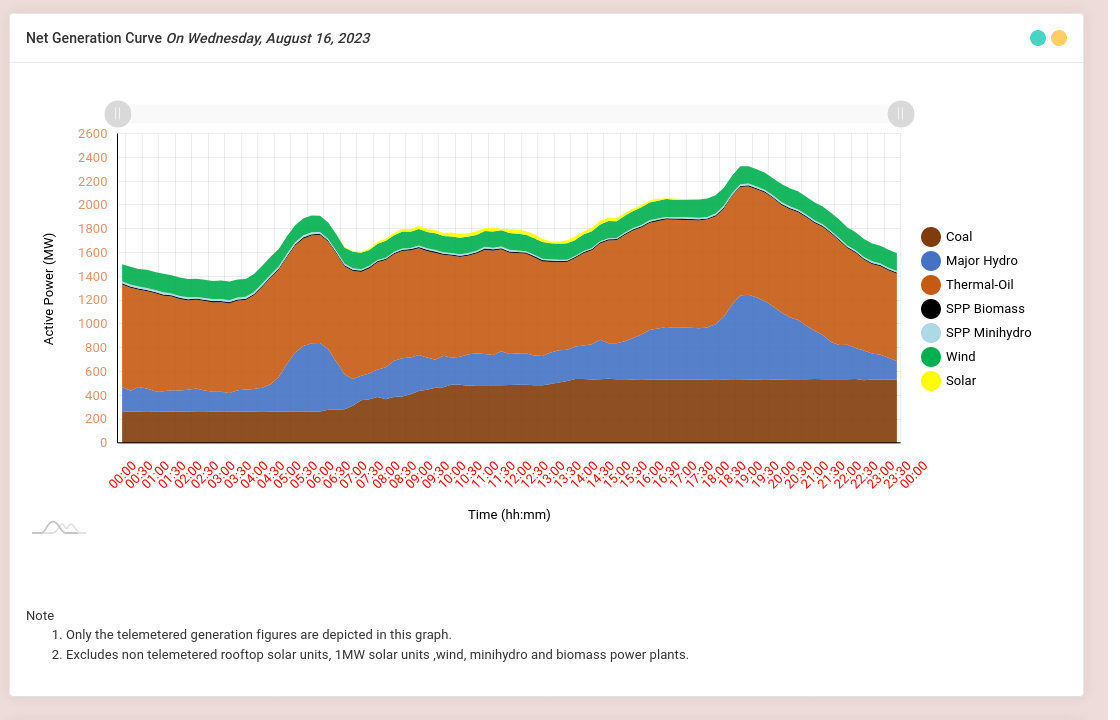 Net Generation Curve On Wednesday, August 16, 2023
2600
2400
2200
2000
1800
1600
1400
1200
1000
800
600
400
200
0
Active Power (MW)
00:00 00:30 01:00 01:30 02:00 02:30 03:00 03:30 04:00 04:30 05:00 05:30 06:00 06:30 07:00 07:30 08:00 08:30 09:00 09:30 10:00 10:30 11:00 11:30 12:00 12:30 13:00 13:30 14:00 14:30 15:00 15:30 16:00 16:30 17:00 17:30 18:00 18:30 19:00 19:30 20:00 20:30 21:00 21:30 22:00 22:30 23:00 23:30 00:00
Time (hh:mm)
Coal
Major Hydro
Thermal-Oil
SPP Biomass
SPP Minihydro
Wind
Solar
Note
1. Only the telemetered generation figures are depicted in this graph.
2. Excludes non telemetered rooftop solar units, 1MW solar units ,wind, minihydro and biomass power plants.